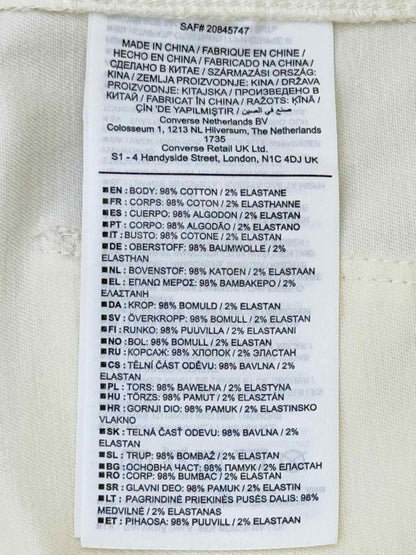 SAF# 20845747
MADE IN CHINA / FABRIQUE EN CHINE /
HECHO EN CHINA / FABRICADO NA CHINA /
СДЕЛАНО В КИТАЕ / SZÁRMAZÁSI ORSZÁG:
KÍNA / ZEMLJA PROIZVODNJE: KINA / DRŽAVA
PROIZVODNJE: KITAJSKA / ПРОИЗВЕДЕНО В
КИТАЙ / FABRICAT ÎN CHINA / RAŽOTS: ĶĪNĀ /
ÇİN 'DE YAPILMIŞTIR / صنع في الصين
Converse Netherlands BV
Colosseum 1, 1213 NL Hilversum, The Netherlands
1735
Converse Retail UK Ltd.
S1 - 4 Handyside Street, London, N1C 4DJ UK
EN: BODY: 98% COTTON / 2% ELASTANE
FR : CORPS: 98% COTON / 2% ELASTHANNE
ES : CUERPO: 98% ALGODON / 2% ELASTAN
PT : CORPO: 98% ALGODÃO / 2% ELASTANO
IT : BUSTO: 98% COTONE / 2% ELASTAN
DE : OBERSTOFF: 98% BAUMWOLLE / 2%
ELASTHAN
NL : BOVENSTOF: 98% KATOEN / 2% ELASTAAN
EL : ΕΠΑΝΩ ΜΕΡΟΣ: 98% ΒΑΜΒΑΚΕΡΟ / 2%
ΕΛΑΣΤΑΝΗ
DA : KROP: 98% BOMULD / 2% ELASTAN
SV : ÖVERKROPP: 98% BOMULL / 2% ELASTAN
FI : RUNKO: 98% PUUVILLA / 2% ELASTAANI
NO : BOL: 98% BOMULL / 2% ELASTAN
RU : КОРСАЖ: 98% ХЛОПОК / 2% ЭЛАСТАН
CS : TĚLNÍ ČÁST ODĚVU: 98% BAVLNA / 2%
ELASTAN
PL : TORS: 98% BAWEŁNA / 2% ELASTYNA
HU : TÖRZS: 98% PAMUT / 2% ELASZTÁN
HR : GORNJI DIO: 98% PAMUK / 2% ELASTINSKO
VLAKNO
SK : TELNÁ ČASŤ ODEVU: 98% BAVLNA / 2%
ELASTAN
SL : TRUP: 98% BOMBAŽ / 2% ELASTAN
BG : ОСНОВНА ЧАСТ: 98% ПАМУК / 2% ЕЛАСТАН
RO : CORP: 98% BUMBAC / 2% ELASTAN
SR : GLAVNI DEO: 98% PAMUK / 2% ELASTIN
LT : PAGRINDINĖ PRIEKINĖS PUSĖS DALIS: 98%
MEDVILNĖ / 2% ELASTANAS
ET : PIHAOSA: 98% PUUVILL / 2% ELASTAAN